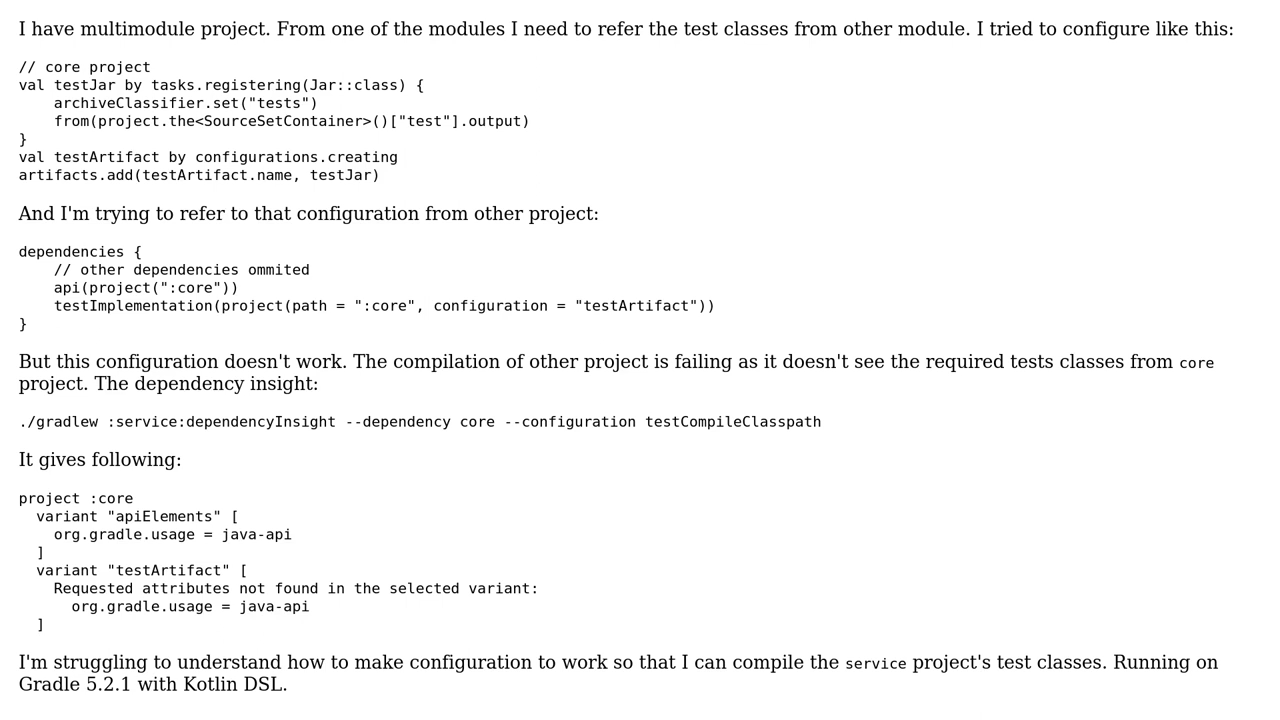 I have multimodule project. From one of the modules I need to refer the test classes from other module. I tried to configure like this:
// core project
val testJar by tasks.registering(Jar::class) {
    archiveClassifier.set("tests")
    from(project.the<SourceSetContainer>()["test"].output)
}
val testArtifact by configurations.creating
artifacts.add(testArtifact.name, testJar)
And I'm trying to refer to that configuration from other project:
dependencies {
    // other dependencies ommited
    api(project(":core"))
    testImplementation(project(path = ":core", configuration = "testArtifact"))
}
But this configuration doesn't work. The compilation of other project is failing as it doesn't see the required tests classes from core
project. The dependency insight:
./gradlew :service:dependencyInsight --dependency core --configuration testCompileClasspath
It gives following:
project :core
  variant "apiElements" [
    org.gradle.usage = java-api
  ]
  variant "testArtifact" [
    Requested attributes not found in the selected variant:
      org.gradle.usage = java-api
  ]
I'm struggling to understand how to make configuration to work so that I can compile the service project's test classes. Running on
Gradle 5.2.1 with Kotlin DSL.